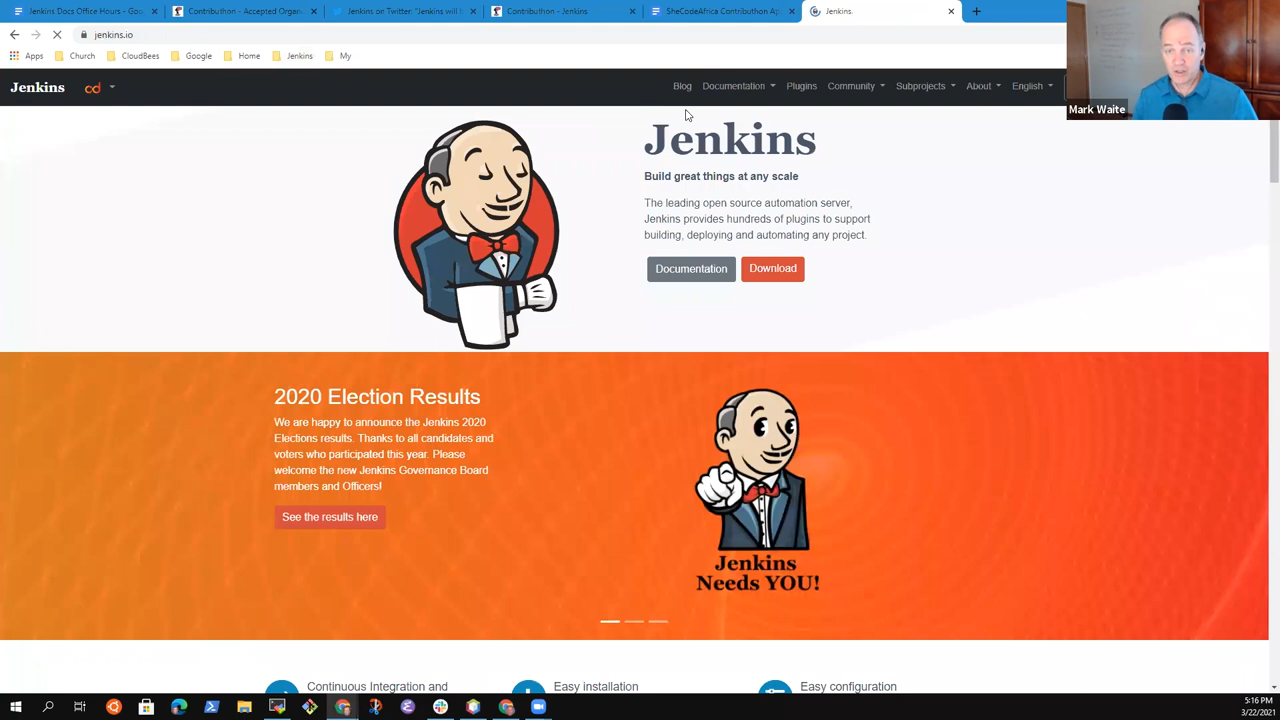 Jenkins Docs Office Hours - Goo
Contributhon - Accepted Organ
Jenkins on Twitter: "Jenkins will b
Contributhon - Jenkins
SheCodeAfrica Contributhon Ap
Jenkins
jenkins.io
Apps
Church
CloudBees
Google
Home
Jenkins
My
Jenkins
cd
Blog
Documentation
Plugins
Community
Subprojects
About
English
Mark Waite
Jenkins
Build great things at any scale
The leading open source automation server,
Jenkins provides hundreds of plugins to support
building, deploying and automating any project.
Documentation
Download
2020 Election Results
We are happy to announce the Jenkins 2020
Elections results. Thanks to all candidates and
voters who participated this year. Please
welcome the new Jenkins Governance Board
members and Officers!
See the results here
Jenkins
Needs YOU!
Continuous Integration and
Easy installation
Easy configuration
5:16 PM
3/22/2021